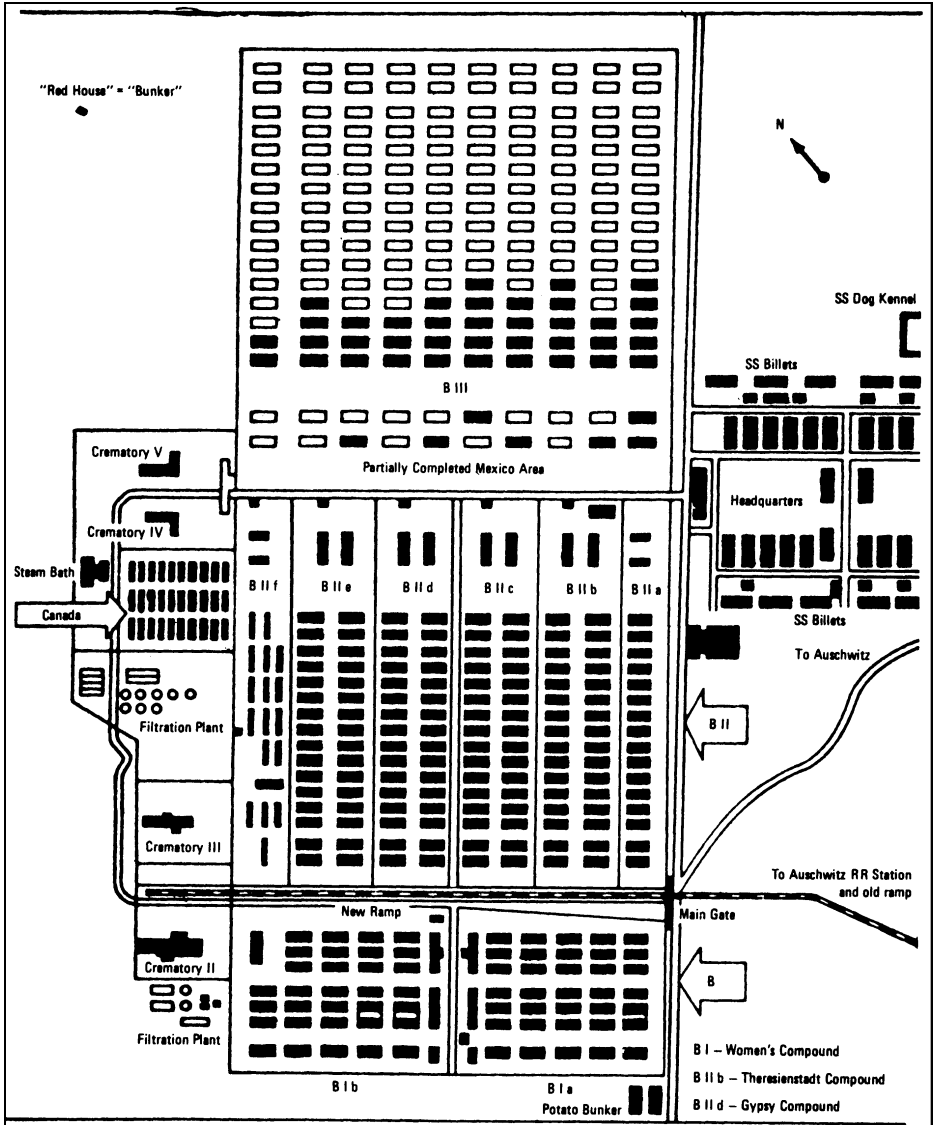 "Red House" = "Bunker"
N
SS Dog Kennel
SS Billets
B III
Crematory V
Partially Completed Mexico Area
Headquarters
Crematory IV
Steam Bath
B II f
B II e
B II d
B II c
B II b
B II a
Canada
SS Billets
To Auschwitz
B II
Filtration Plant
Crematory III
To Auschwitz RR Station
and old ramp
New Ramp
Main Gate
Crematory II
B
Filtration Plant
B I – Women's Compound
B I b
B I a
B II b – Theresienstadt Compound
Potato Bunker
B II d – Gypsy Compound